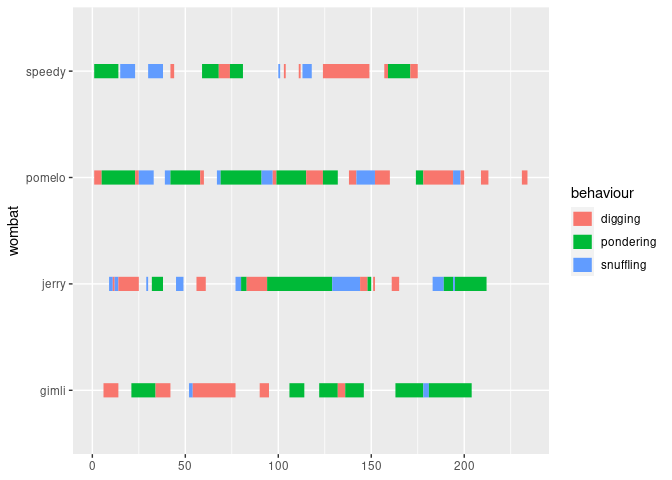 speedy
pomelo
jerry
gimli
wombat
0 50 100 150 200
behaviour
digging
pondering
snuffling